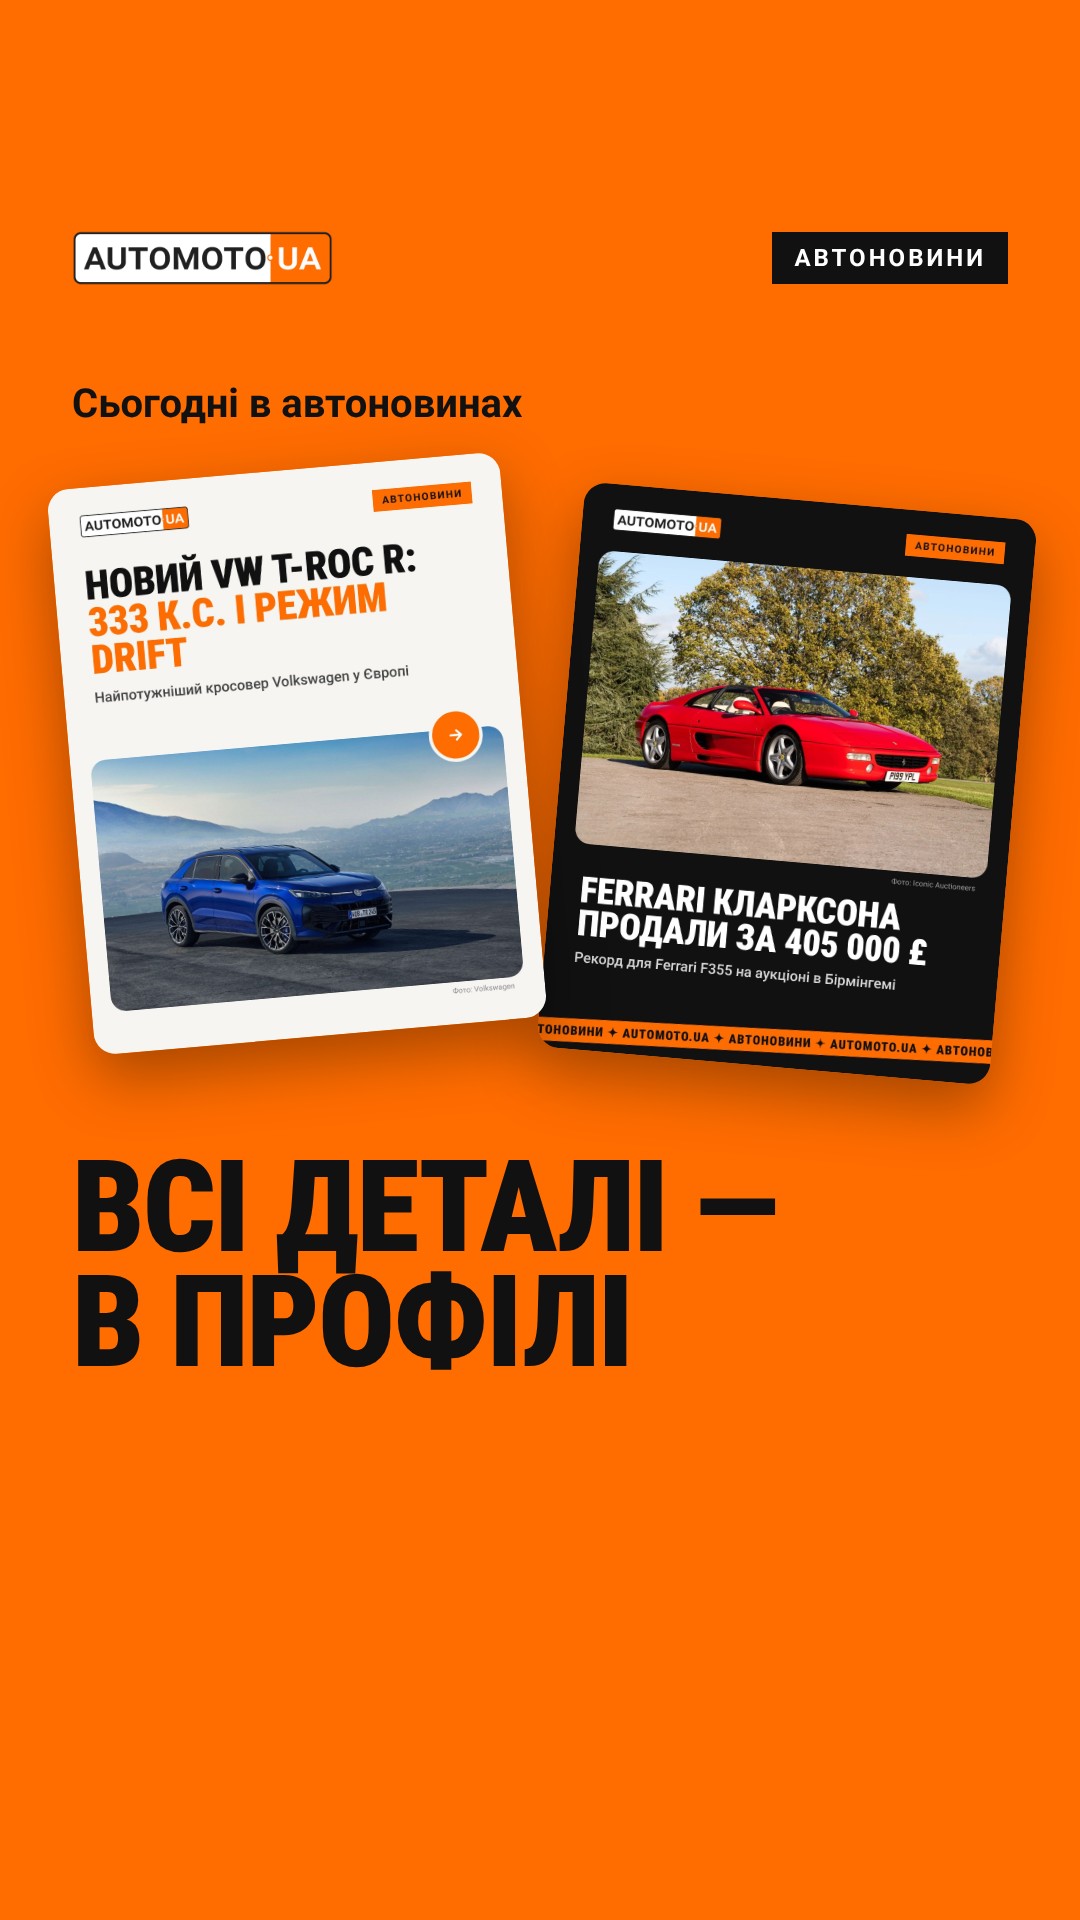 AUTOMOTO UA
АВТОНОВИНИ
Сьогодні в автоновинах
AUTOMOTO UA
АВТОНОВИНИ
НОВИЙ VW T-ROC R:
333 К.С. І РЕЖИМ
DRIFT
Найпотужніший кросовер Volkswagen у Європі
Фото: Volkswagen
AUTOMOTO UA
АВТОНОВИНИ
P199 YPL
Фото: Iconic Auctioneers
FERRARI КЛАРКСОНА
ПРОДАЛИ ЗА 405 000 £
Рекорд для Ferrari F355 на аукціоні в Бірмінгемі
ТОНОВИНИ ✦ AUTOMOTO.UA ✦ АВТОНОВИНИ ✦ AUTOMOTO.UA ✦ АВТОНОВ
ВСІ ДЕТАЛІ —
В ПРОФІЛІ